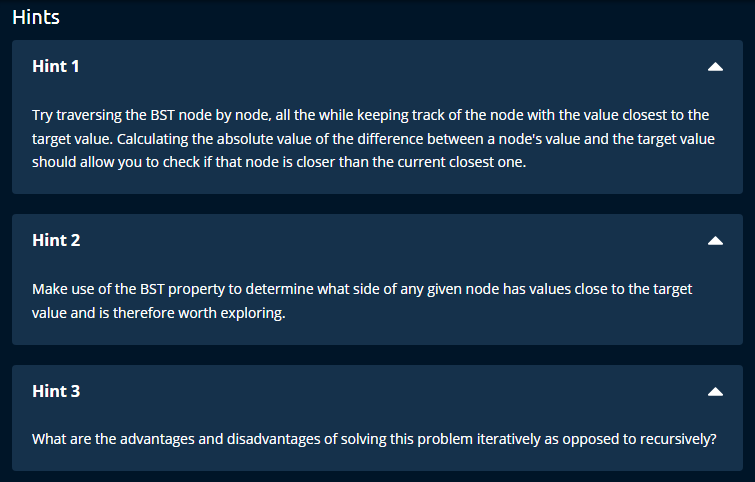 Hints
Hint 1
Try traversing the BST node by node, all the while keeping track of the node with the value closest to the
target value. Calculating the absolute value of the difference between a node's value and the target value
should allow you to check if that node is closer than the current closest one.
Hint 2
Make use of the BST property to determine what side of any given node has values close to the target
value and is therefore worth exploring.
Hint 3
What are the advantages and disadvantages of solving this problem iteratively as opposed to recursively?